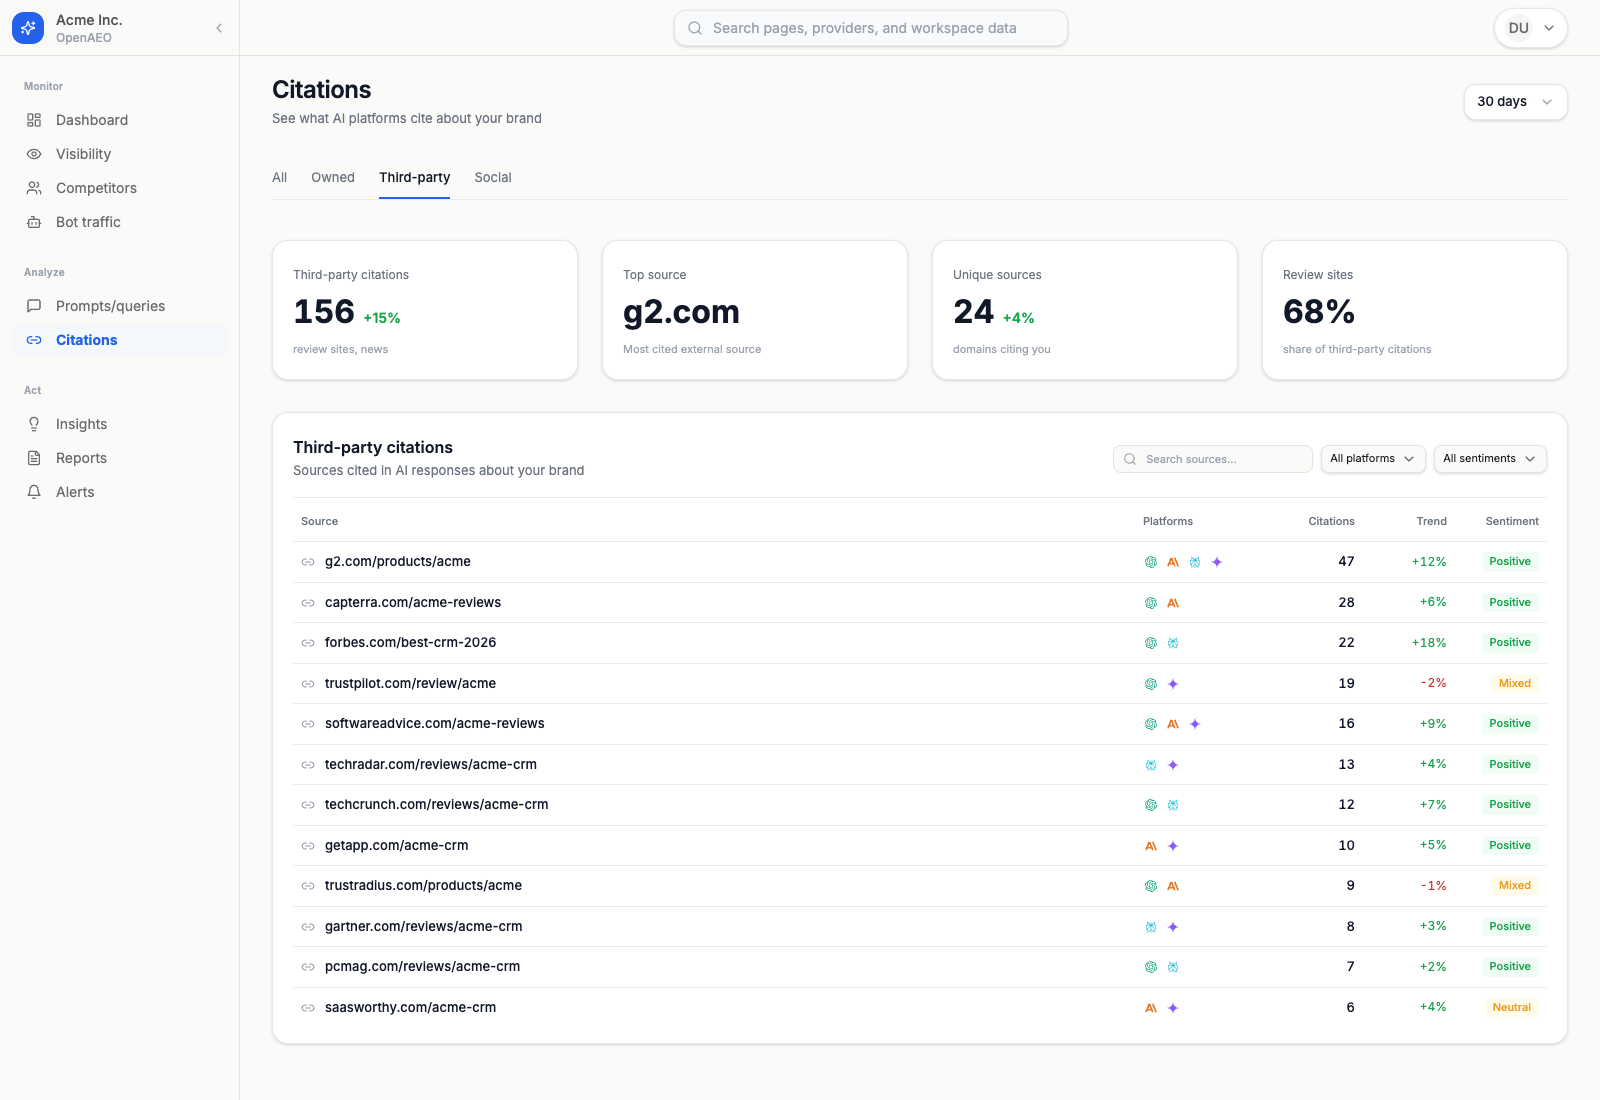 Acme Inc.
OpenAEO
Search pages, providers, and workspace data
DU
Monitor
Dashboard
Visibility
Competitors
Bot traffic
Analyze
Prompts/queries
Citations
Act
Insights
Reports
Alerts
Citations
See what AI platforms cite about your brand
30 days
All Owned Third-party Social
Third-party citations
156 +15%
review sites, news
Top source
g2.com
Most cited external source
Unique sources
24 +4%
domains citing you
Review sites
68%
share of third-party citations
Third-party citations
Sources cited in AI responses about your brand
Search sources...
All platforms
All sentiments
Source Platforms Citations Trend Sentiment
g2.com/products/acme 47 +12% Positive
capterra.com/acme-reviews 28 +6% Positive
forbes.com/best-crm-2026 22 +18% Positive
trustpilot.com/review/acme 19 -2% Mixed
softwareadvice.com/acme-reviews 16 +9% Positive
techradar.com/reviews/acme-crm 13 +4% Positive
techcrunch.com/reviews/acme-crm 12 +7% Positive
getapp.com/acme-crm 10 +5% Positive
trustradius.com/products/acme 9 -1% Mixed
gartner.com/reviews/acme-crm 8 +3% Positive
pcmag.com/reviews/acme-crm 7 +2% Positive
saasworthy.com/acme-crm 6 +4% Neutral